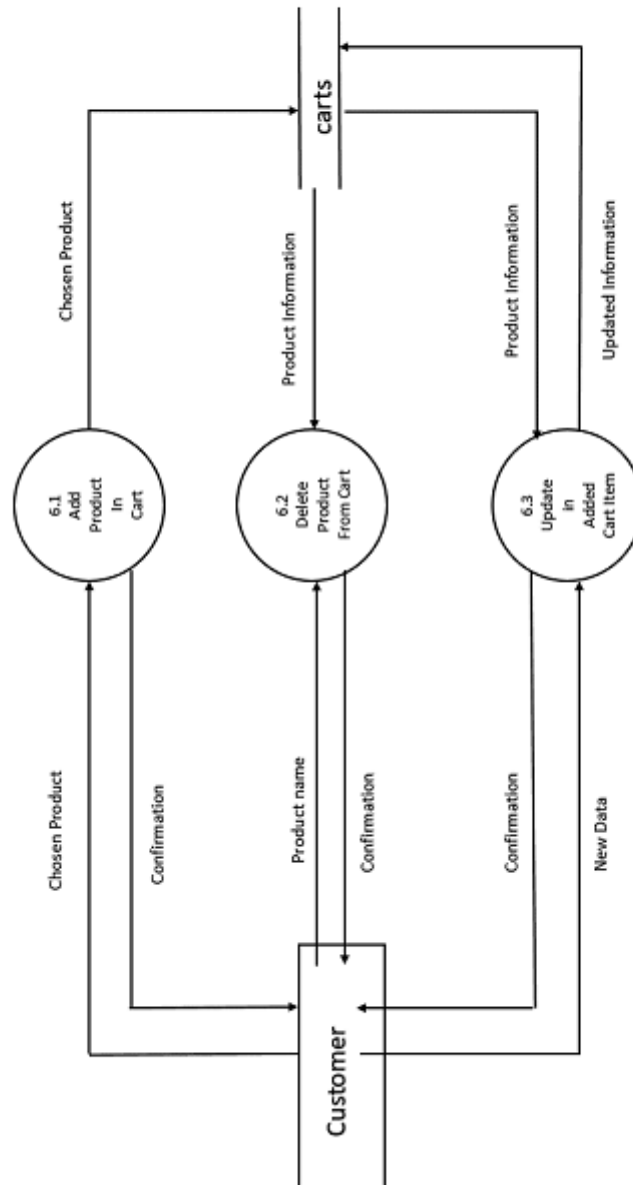 Customer
Chosen Product
Confirmation
Product name
Confirmation
Confirmation
New Data
6.1
Add
Product
In
Cart
6.2
Delete
Product
From Cart
6.3
Update
in
Added
Cart Item
Chosen Product
Product Information
Product Information
Updated Information
carts